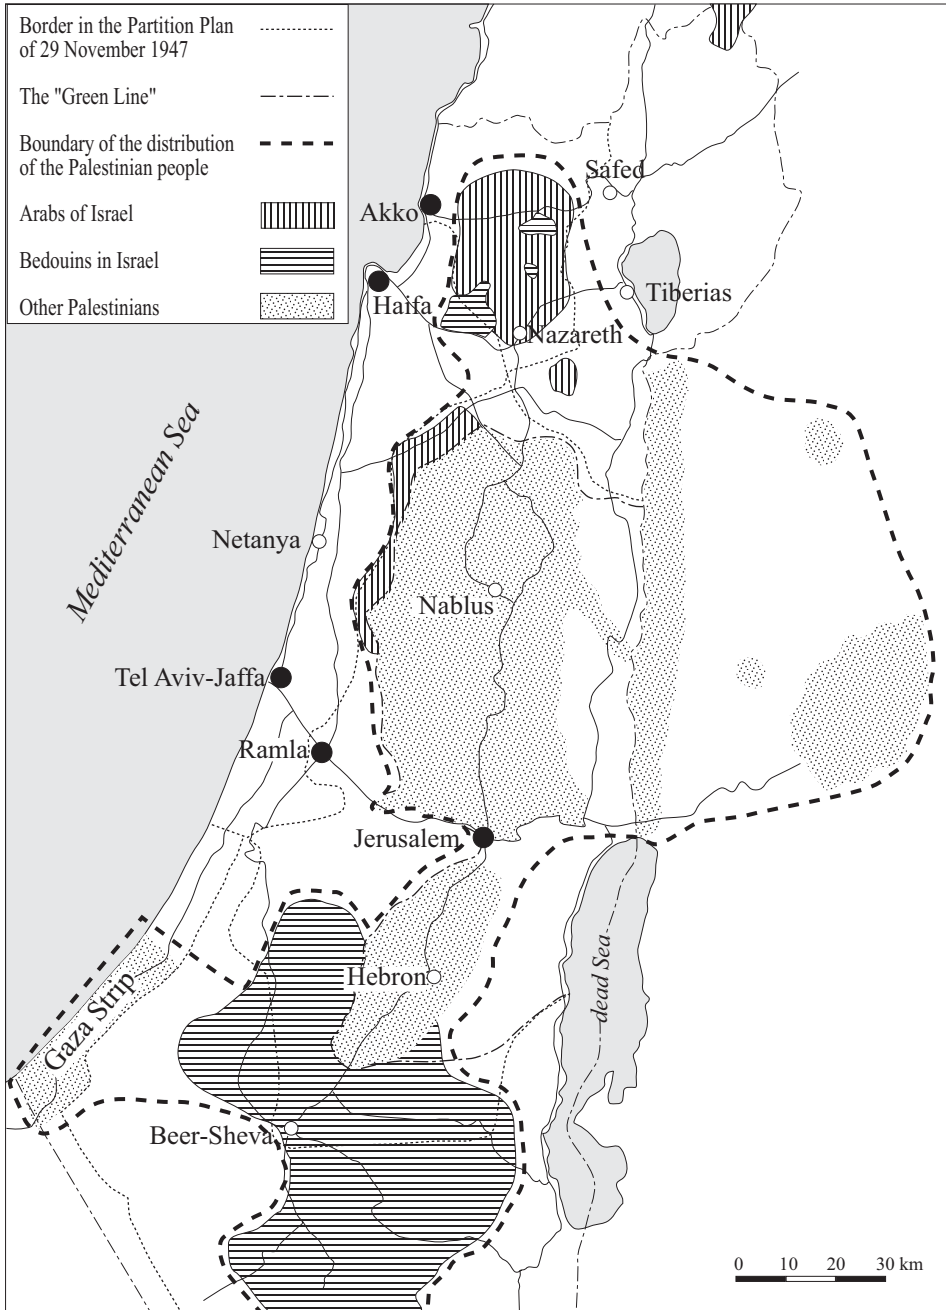 Border in the Partition Plan
of 29 November 1947
The "Green Line"
Boundary of the distribution
of the Palestinian people
Arabs of Israel
Bedouins in Israel
Other Palestinians
Safed
Akko
Haifa
Tiberias
Nazareth
Mediterranean Sea
Netanya
Nablus
Tel Aviv-Jaffa
Ramla
Jerusalem
Hebron
dead Sea
Gaza Strip
Beer-Sheva
0 10 20 30 km